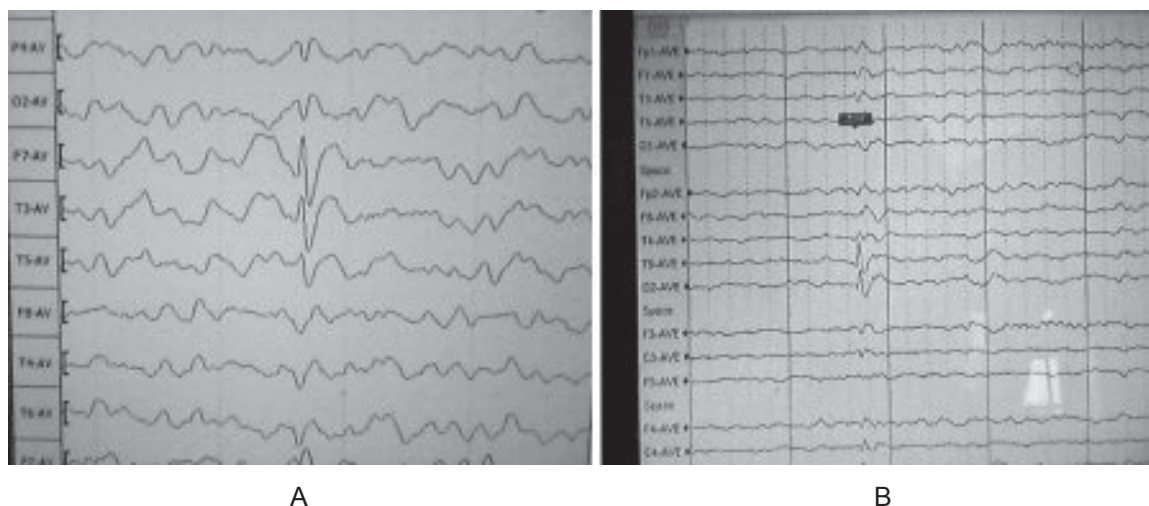 P4-AV
O2-AV
F7-AV
T3-AV
T5-AV
F8-AV
T4-AV
T6-AV
A
Fp1-AVE
F7-AVE
T3-AVE
T5-AVE
O1-AVE
Space
Fp2-AVE
F8-AVE
T4-AVE
T6-AVE
O2-AVE
Space
F3-AVE
C3-AVE
P3-AVE
Space
F4-AVE
C4-AVE
B